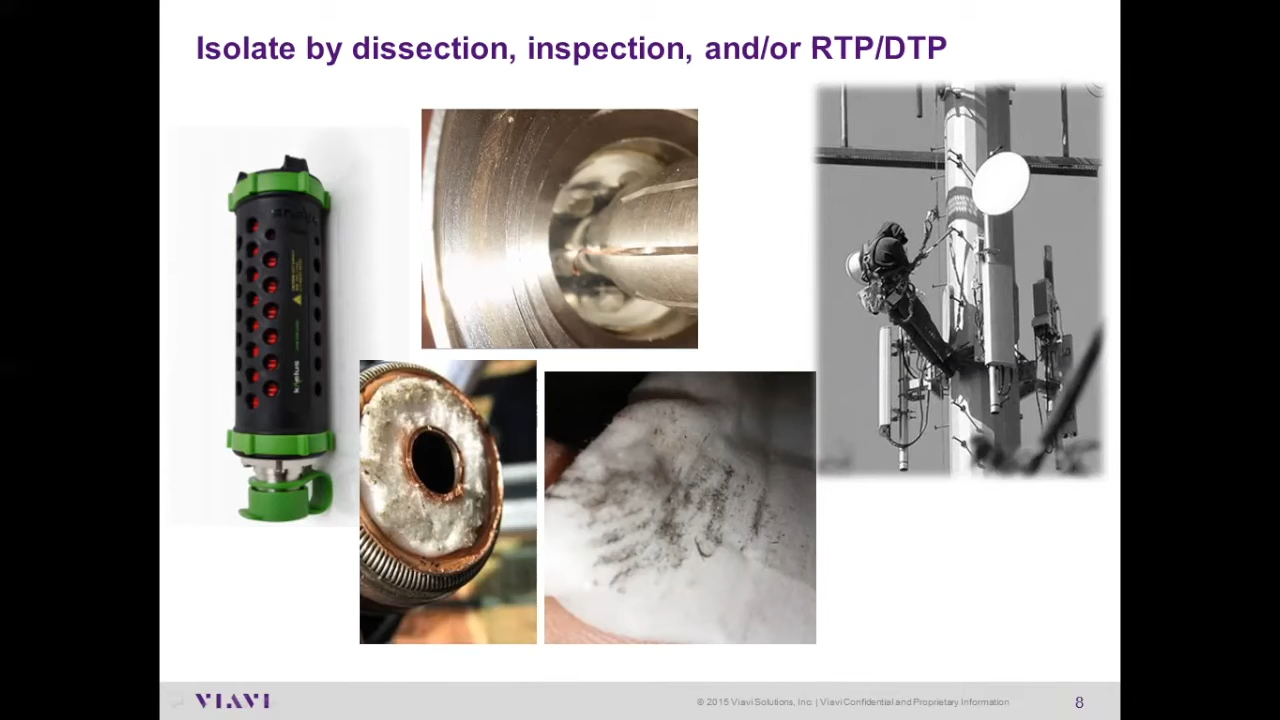 Isolate by dissection, inspection, and/or RTP/DTP
VIAVI
© 2015 Viavi Solutions, Inc. | Viavi Confidential and Proprietary Information
8